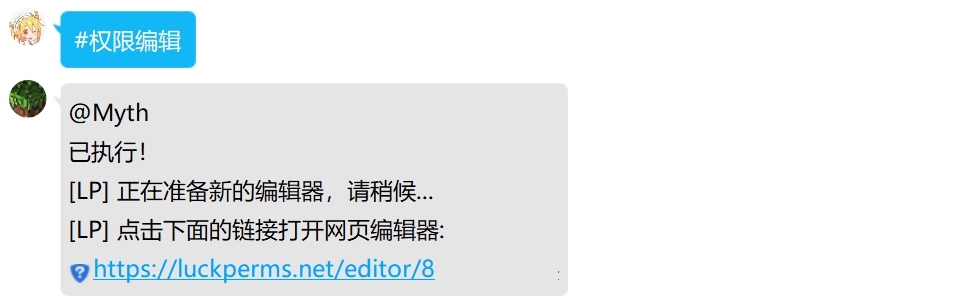 #权限编辑
@Myth
已执行！
[LP] 正在准备新的编辑器，请稍候...
[LP] 点击下面的链接打开网页编辑器:
https://luckperms.net/editor/8